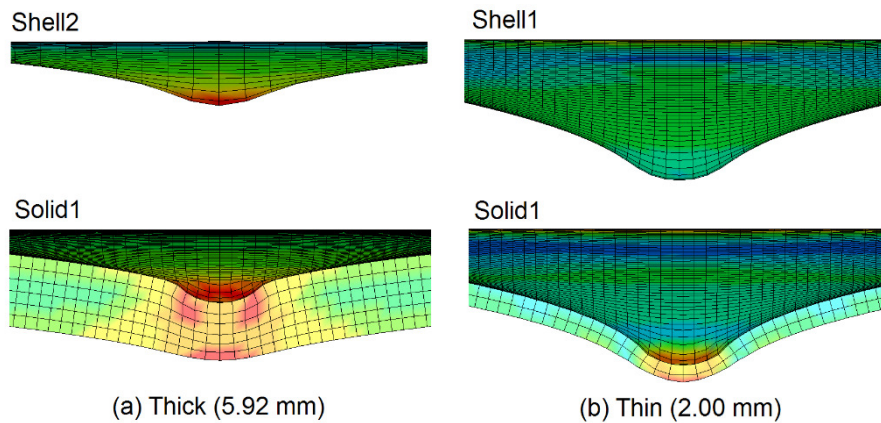 Shell2
Shell1
Solid1
Solid1
(a) Thick (5.92 mm)
(b) Thin (2.00 mm)